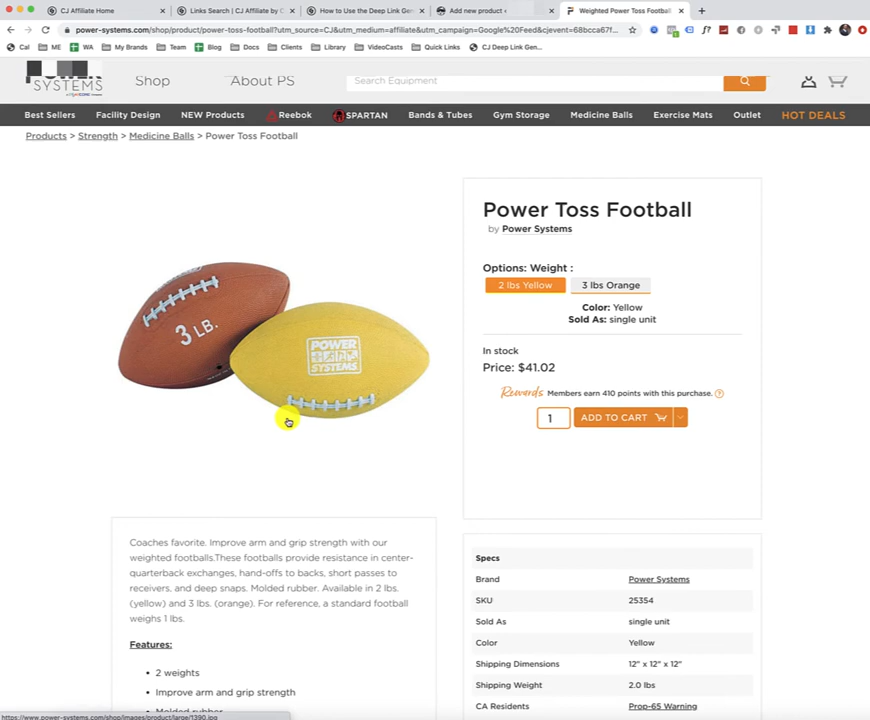 CJ Affiliate Home
Links Search | CJ Affiliate by C
How to Use the Deep Link Gen
Add new product ‹
Weighted Power Toss Football
power-systems.com/shop/product/power-toss-football?utm_source=CJ&utm_medium=affiliate&utm_campaign=Google%20Feed&cjevent=68bcca67f...
Cal ME WA My Brands Team Blog Docs Clients Library VideoCasts Quick Links CJ Deep Link Gen...
POWER SYSTEMS
Shop
About PS
Search Equipment
Best Sellers Facility Design NEW Products Reebok SPARTAN Bands & Tubes Gym Storage Medicine Balls Exercise Mats Outlet HOT DEALS
Products > Strength > Medicine Balls > Power Toss Football
3 LB.
POWER
SYSTEMS
Power Toss Football
by Power Systems
Options: Weight :
2 lbs Yellow 3 lbs Orange
Color: Yellow
Sold As: single unit
In stock
Price: $41.02
Rewards Members earn 410 points with this purchase. ?
1 ADD TO CART
Coaches favorite. Improve arm and grip strength with our
weighted footballs.These footballs provide resistance in center-
quarterback exchanges, hand-offs to backs, short passes to
receivers, and deep snaps. Molded rubber. Available in 2 lbs.
(yellow) and 3 lbs. (orange). For reference, a standard football
weighs 1 lbs.
Features:
• 2 weights
• Improve arm and grip strength
• Molded rubber
Specs
Brand Power Systems
SKU 25354
Sold As single unit
Color Yellow
Shipping Dimensions 12" x 12" x 12"
Shipping Weight 2.0 lbs
CA Residents Prop-65 Warning
https://www.power-systems.com/shop/images/product/large/1390.jpg